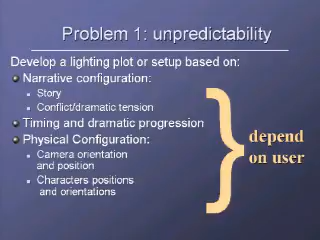 Problem 1: unpredictability
Develop a lighting plot or setup based on:
Narrative configuration:
Story
Conflict/dramatic tension
Timing and dramatic progression
Physical Configuration:
Camera orientation
and position
Characters positions
and orientations
depend
on user